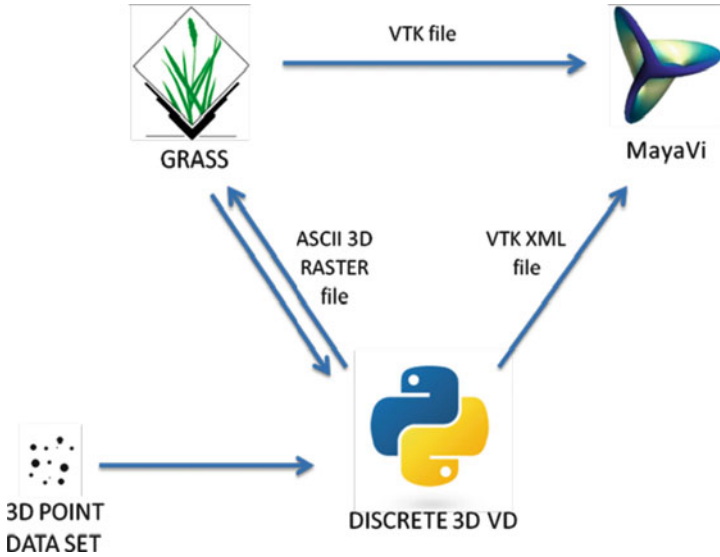 VTK file
GRASS
MayaVi
ASCII 3D
RASTER
file
VTK XML
file
3D POINT
DATA SET
DISCRETE 3D VD